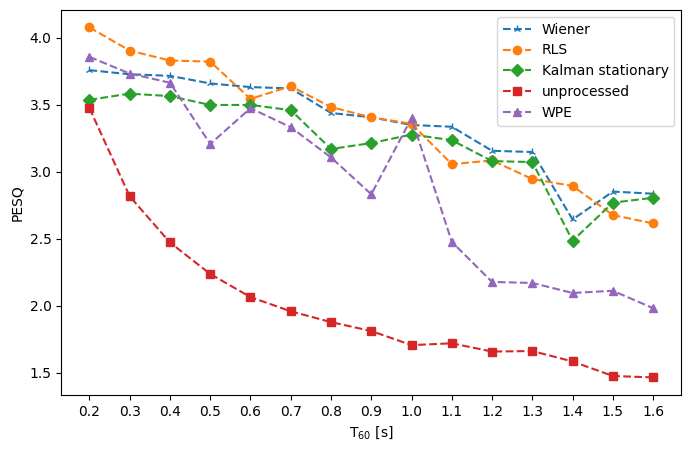 Wiener
RLS
Kalman stationary
unprocessed
WPE
PESQ
4.0
3.5
3.0
2.5
2.0
1.5
0.2 0.3 0.4 0.5 0.6 0.7 0.8 0.9 1.0 1.1 1.2 1.3 1.4 1.5 1.6
T₆₀ [s]